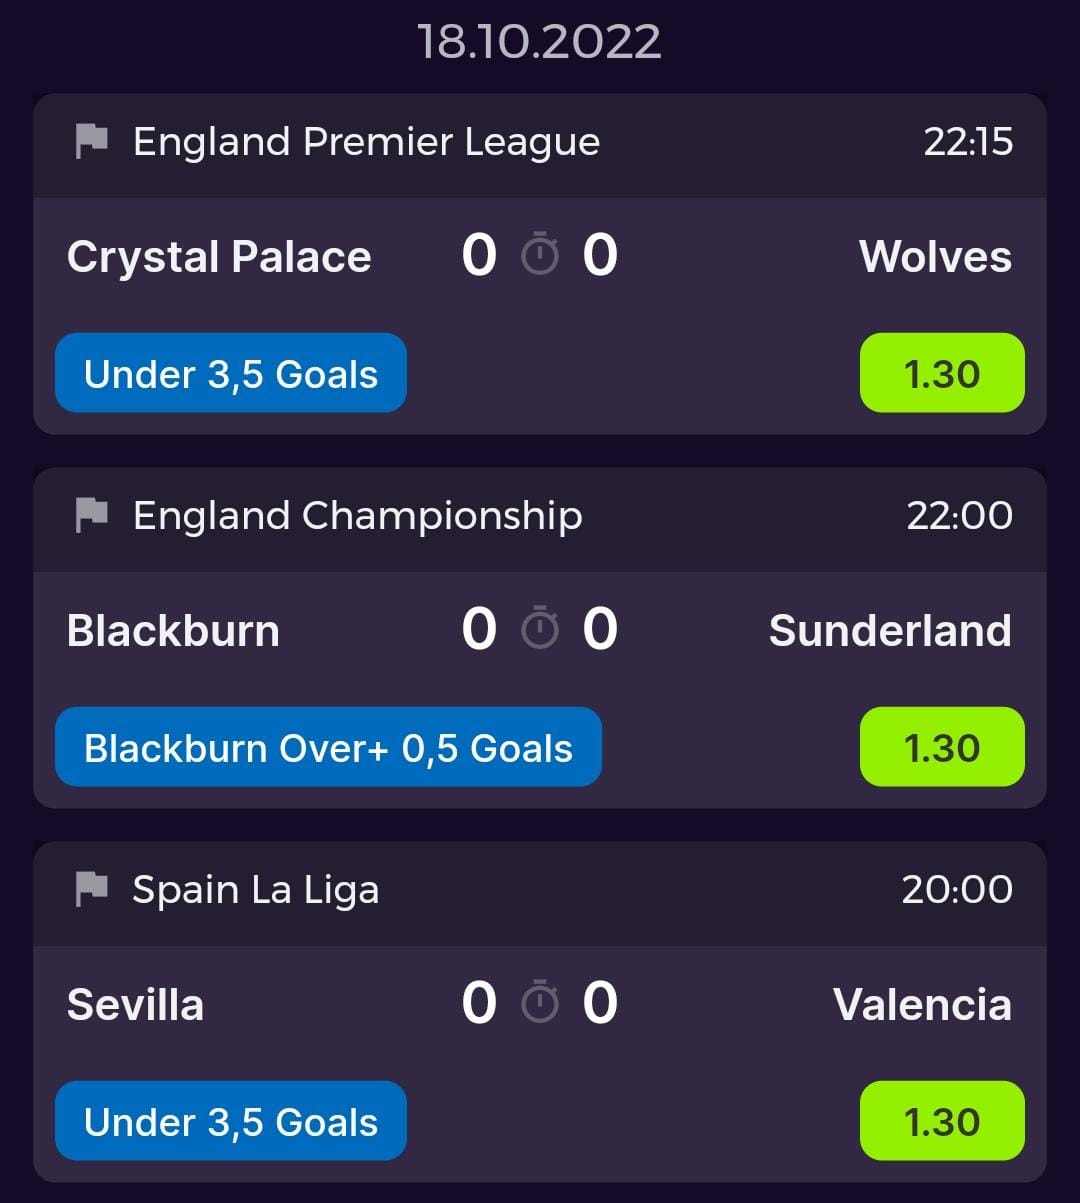 18.10.2022
England Premier League 22:15
Crystal Palace 0 0 Wolves
Under 3,5 Goals 1.30
England Championship 22:00
Blackburn 0 0 Sunderland
Blackburn Over+ 0,5 Goals 1.30
Spain La Liga 20:00
Sevilla 0 0 Valencia
Under 3,5 Goals 1.30